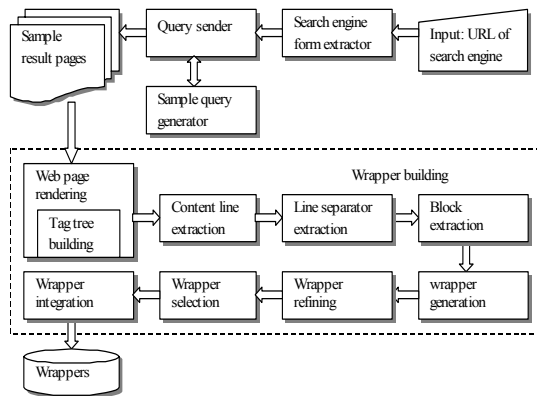 Sample
result pages
Query sender
Search engine
form extractor
Input: URL of
search engine
Sample query
generator
Wrapper building
Web page
rendering
Tag tree
building
Content line
extraction
Line separator
extraction
Block
extraction
Wrapper
integration
Wrapper
selection
Wrapper
refining
wrapper
generation
Wrappers